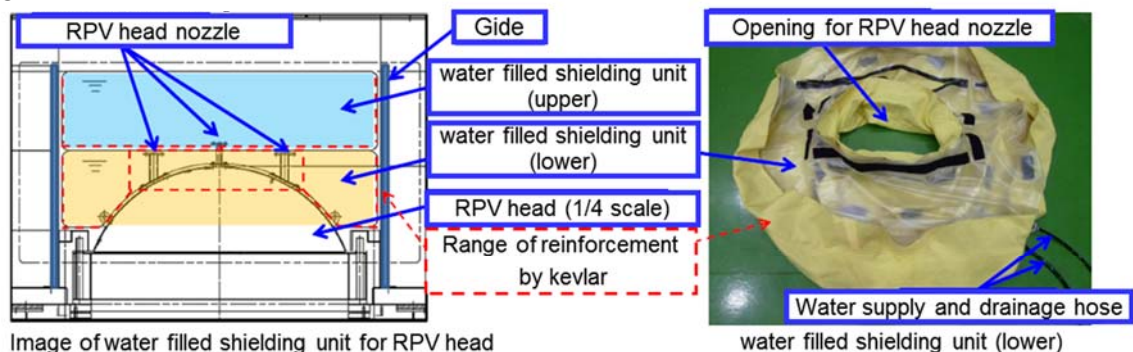 RPV head nozzle
Gide
Opening for RPV head nozzle
water filled shielding unit
(upper)
water filled shielding unit
(lower)
RPV head (1/4 scale)
Range of reinforcement
by kevlar
Water supply and drainage hose
Image of water filled shielding unit for RPV head
water filled shielding unit (lower)